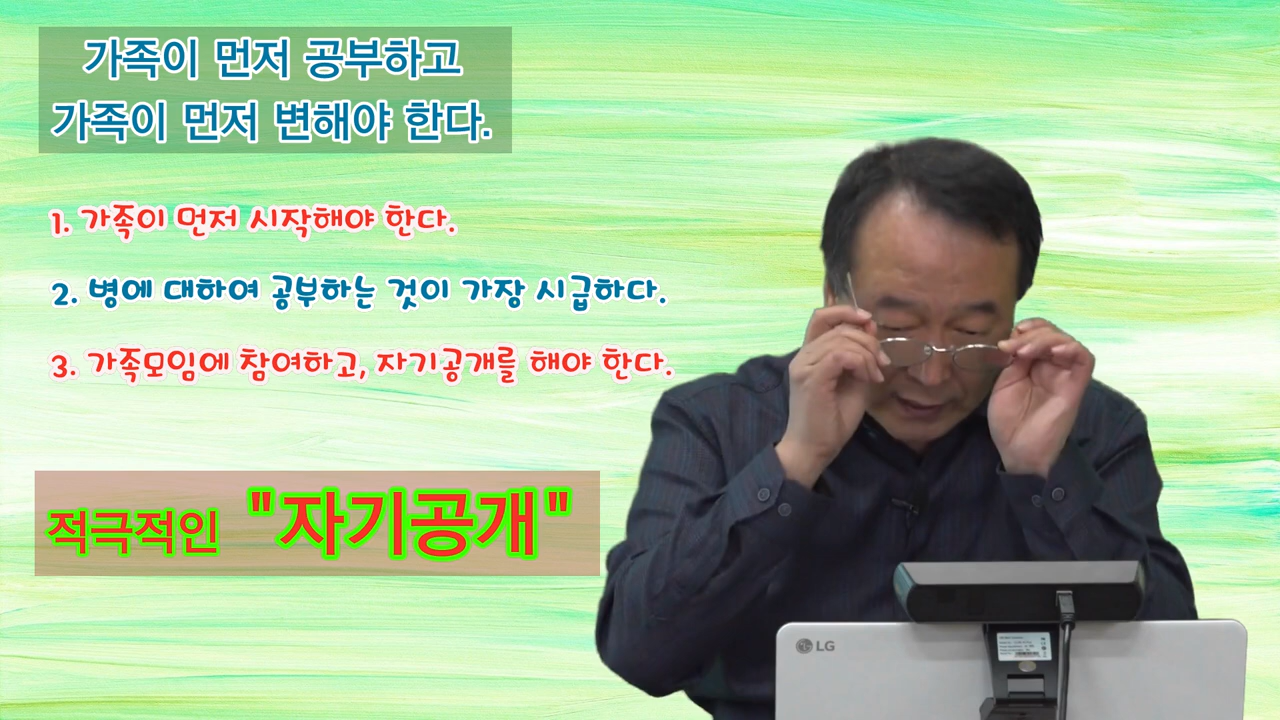 가족이 먼저 공부하고
가족이 먼저 변해야 한다.
1. 가족이 먼저 시작해야 한다.
2. 병에 대하여 공부하는 것이 가장 시급하다.
3. 가족모임에 참여하고, 자기공개를 해야 한다.
적극적인 "자기공개"
LG